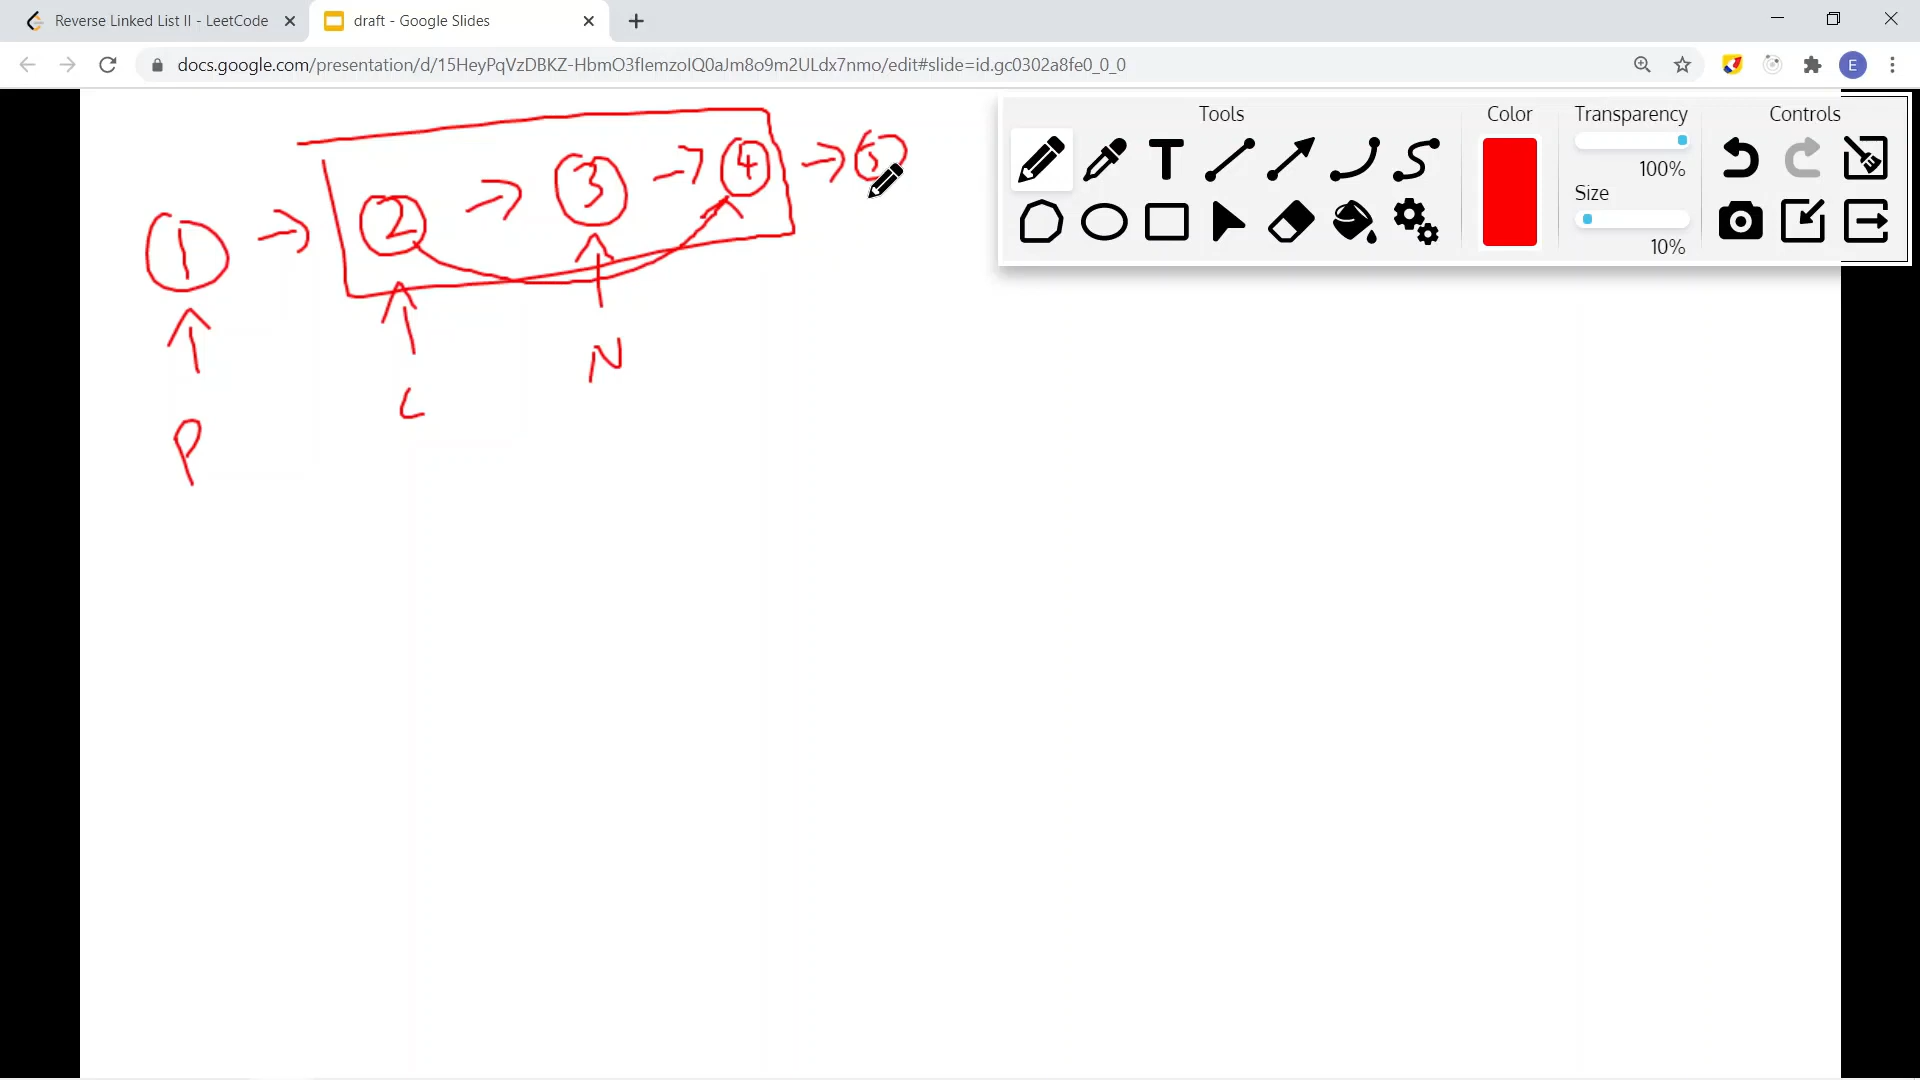 Reverse Linked List II - LeetCode
draft - Google Slides
docs.google.com/presentation/d/15HeyPqVzDBKZ-HbmO3flemzolQ0aJm8o9m2ULdx7nmo/edit#slide=id.gc0302a8fe0_0_0
E
Tools
Color
Transparency
Controls
T
100%
Size
10%
1 → 2 → 3 → 4 → 5
P
C
N